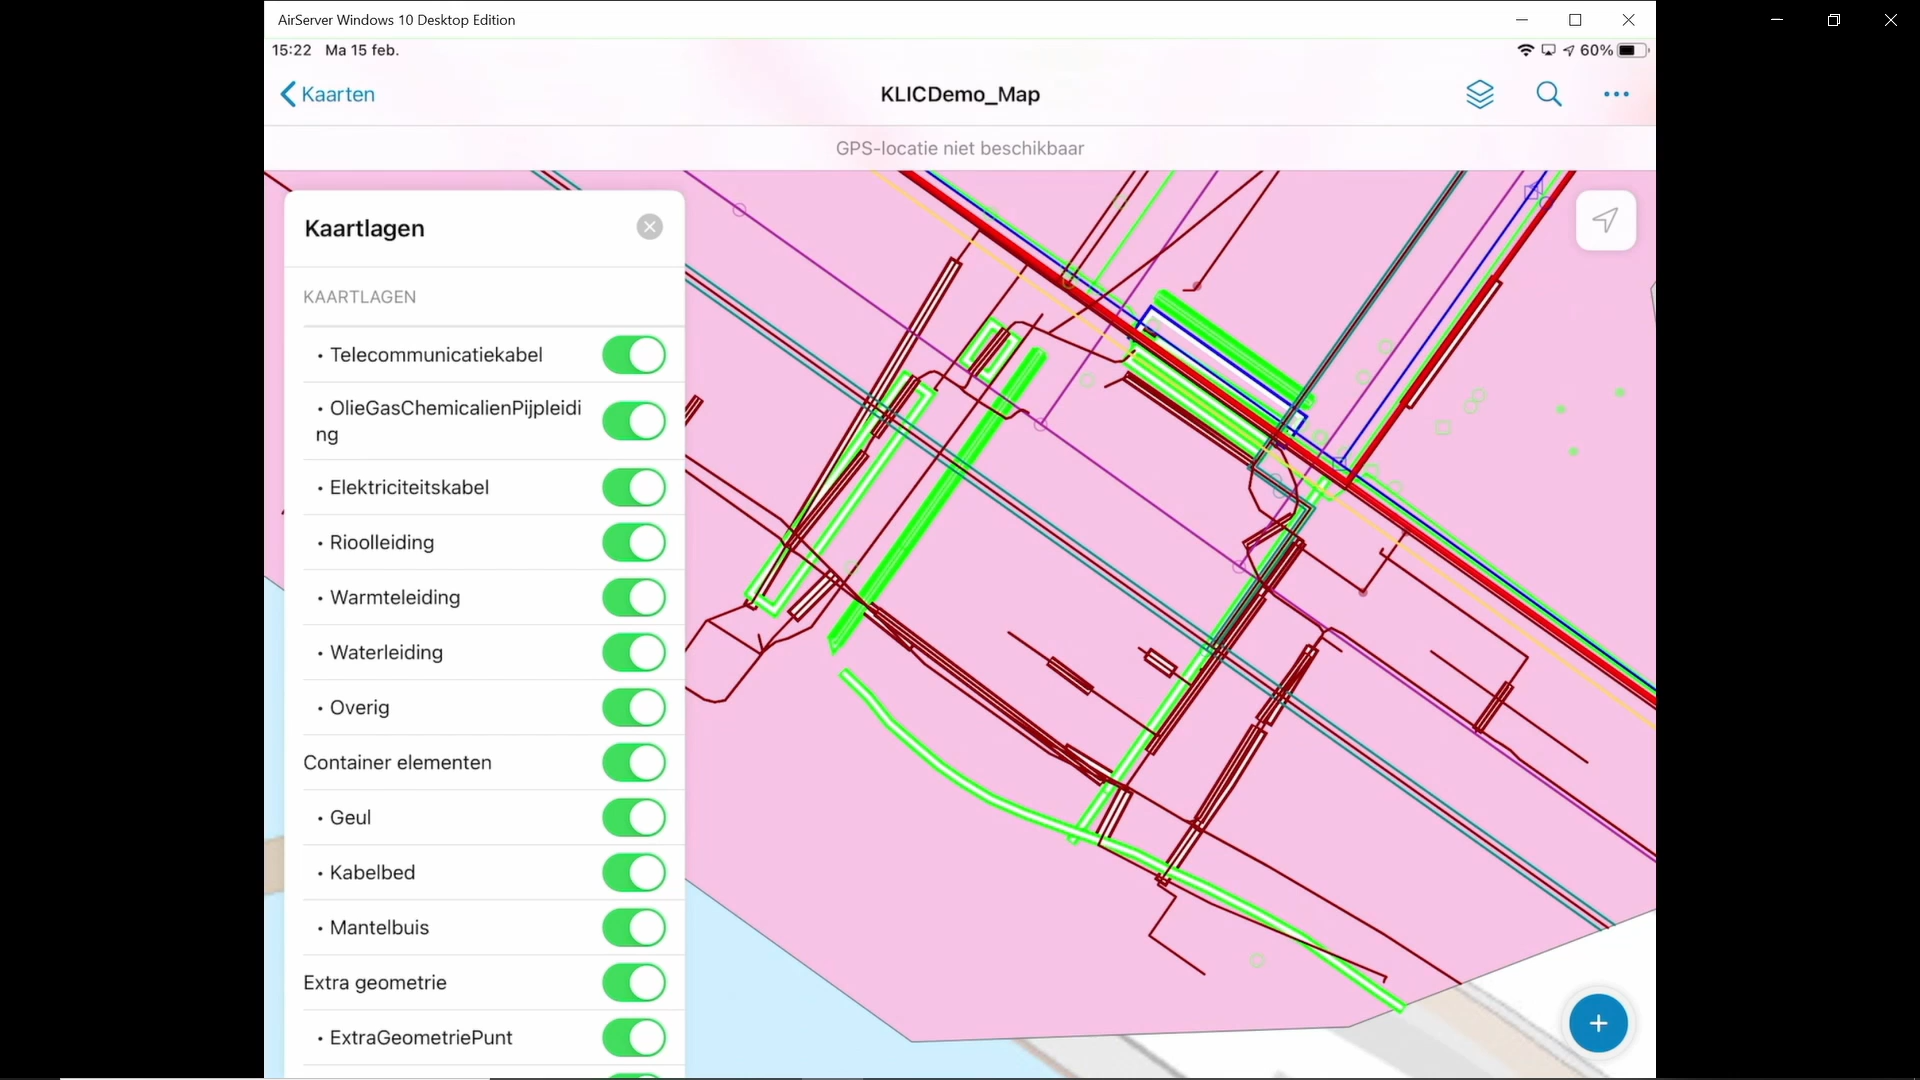 AirServer Windows 10 Desktop Edition
15:22 Ma 15 feb.
60%
Kaarten
KLICDemo_Map
GPS-locatie niet beschikbaar
Kaartlagen
KAARTLAGEN
• Telecommunicatiekabel
• OlieGasChemicalienPijpleidi
ng
• Elektriciteitskabel
• Rioolleiding
• Warmteleiding
• Waterleiding
• Overig
Container elementen
• Geul
• Kabelbed
• Mantelbuis
Extra geometrie
• ExtraGeometriePunt